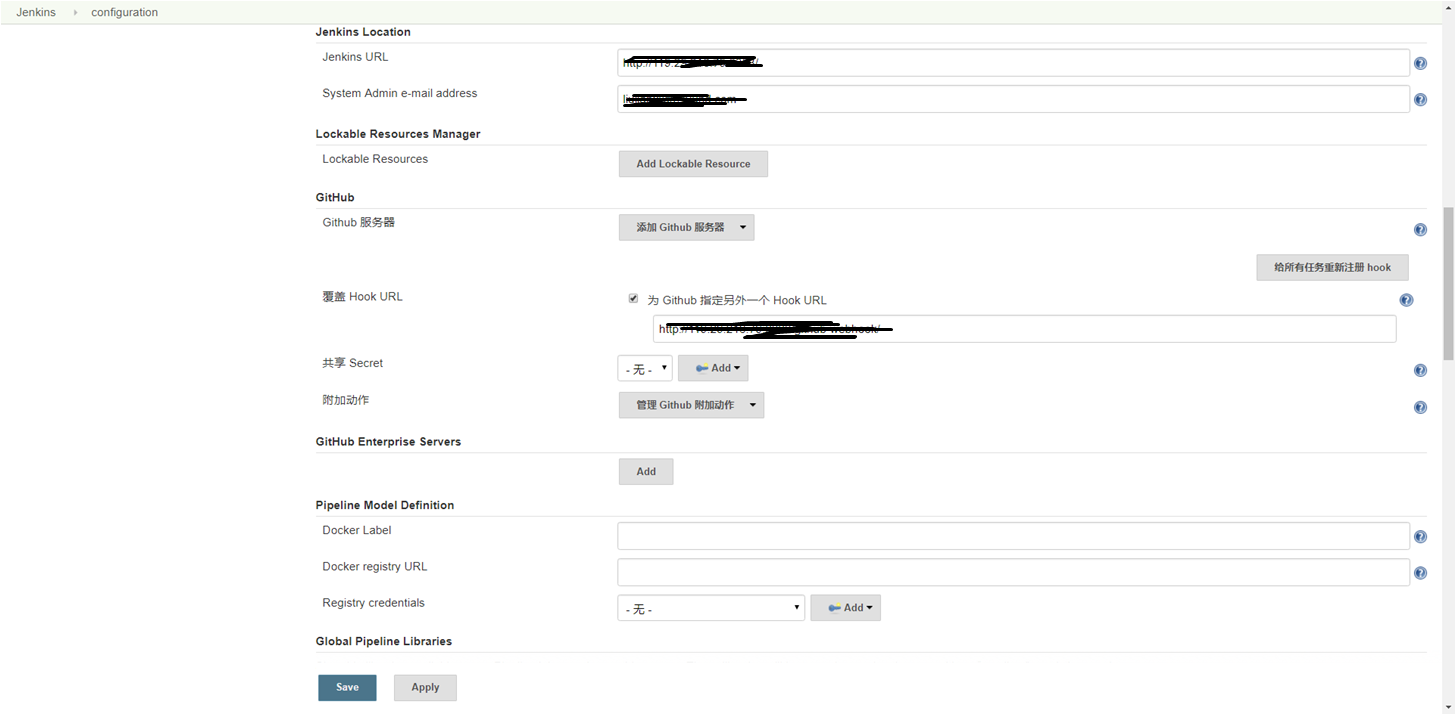 Jenkins configuration
Jenkins Location
Jenkins URL
System Admin e-mail address
Lockable Resources Manager
Lockable Resources
Add Lockable Resource
GitHub
Github 服务器
添加 Github 服务器
给所有任务重新注册 hook
覆盖 Hook URL
为 Github 指定另外一个 Hook URL
共享 Secret
- 无 -
Add
附加动作
管理 Github 附加动作
GitHub Enterprise Servers
Add
Pipeline Model Definition
Docker Label
Docker registry URL
Registry credentials
- 无 -
Add
Global Pipeline Libraries
Save
Apply